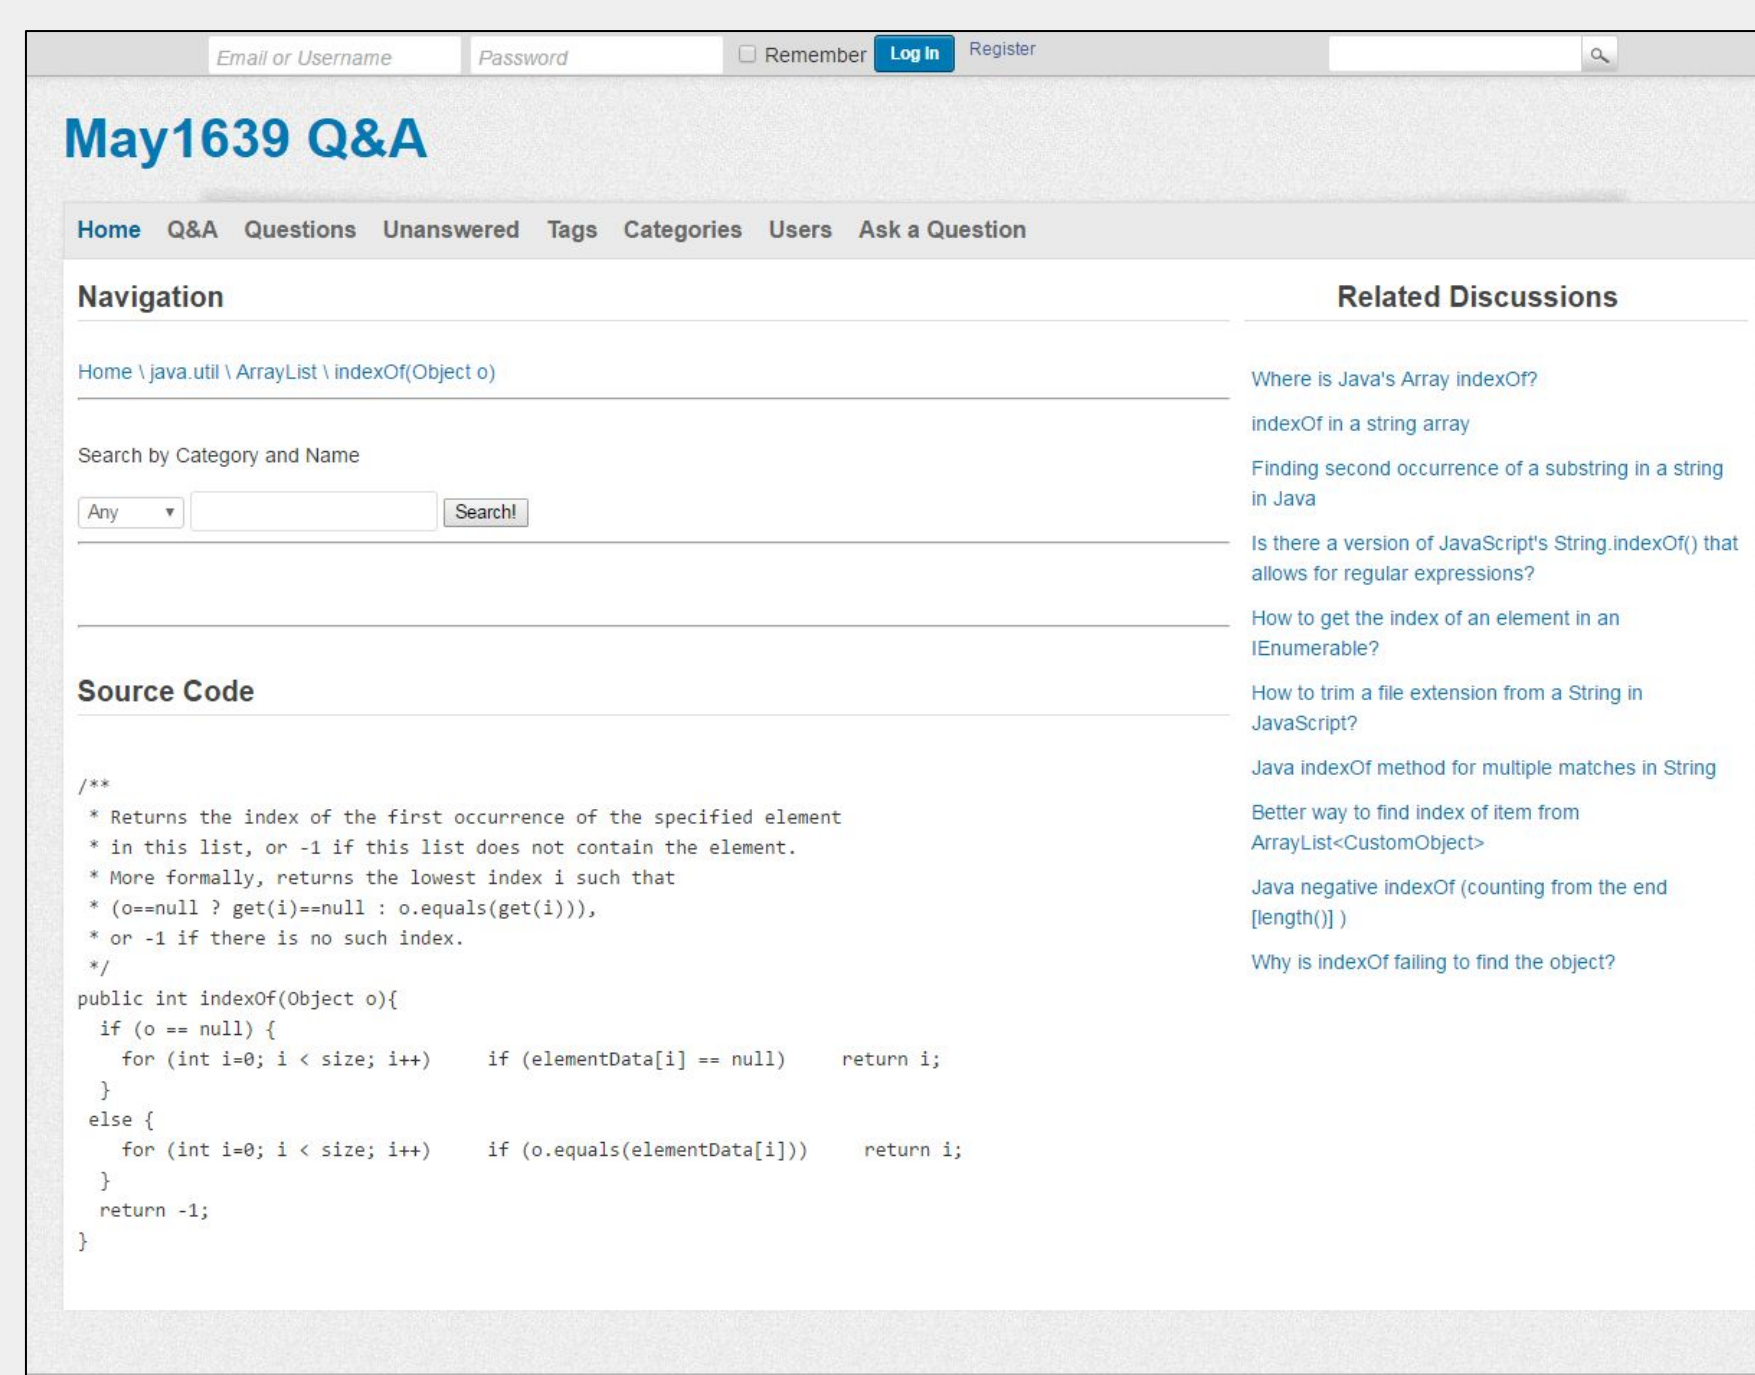 Email or Username Password Remember Log In Register
May1639 Q&A
Home Q&A Questions Unanswered Tags Categories Users Ask a Question
Navigation
Home \ java.util \ ArrayList \ indexOf(Object o)
Search by Category and Name
Any Search!
Source Code
/**
 * Returns the index of the first occurrence of the specified element
 * in this list, or -1 if this list does not contain the element.
 * More formally, returns the lowest index i such that
 * (o==null ? get(i)==null : o.equals(get(i))),
 * or -1 if there is no such index.
 */
public int indexOf(Object o){
  if (o == null) {
    for (int i=0; i < size; i++)     if (elementData[i] == null)     return i;
  }
 else {
    for (int i=0; i < size; i++)     if (o.equals(elementData[i]))     return i;
  }
  return -1;
}
Related Discussions
Where is Java's Array indexOf?
indexOf in a string array
Finding second occurrence of a substring in a string
in Java
Is there a version of JavaScript's String.indexOf() that
allows for regular expressions?
How to get the index of an element in an
IEnumerable?
How to trim a file extension from a String in
JavaScript?
Java indexOf method for multiple matches in String
Better way to find index of item from
ArrayList<CustomObject>
Java negative indexOf (counting from the end
[length()] )
Why is indexOf failing to find the object?